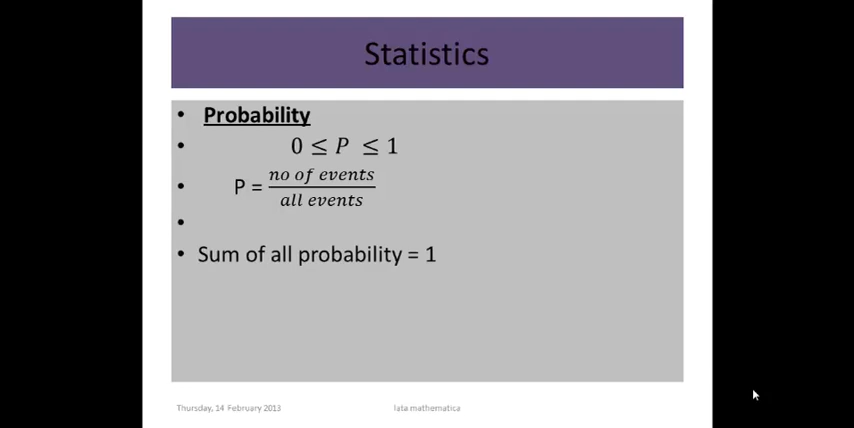 Statistics
• Probability
• 0 ≤ P ≤ 1
• P = no of events / all events
•
• Sum of all probability = 1
Thursday, 14 February 2013 lata mathematica